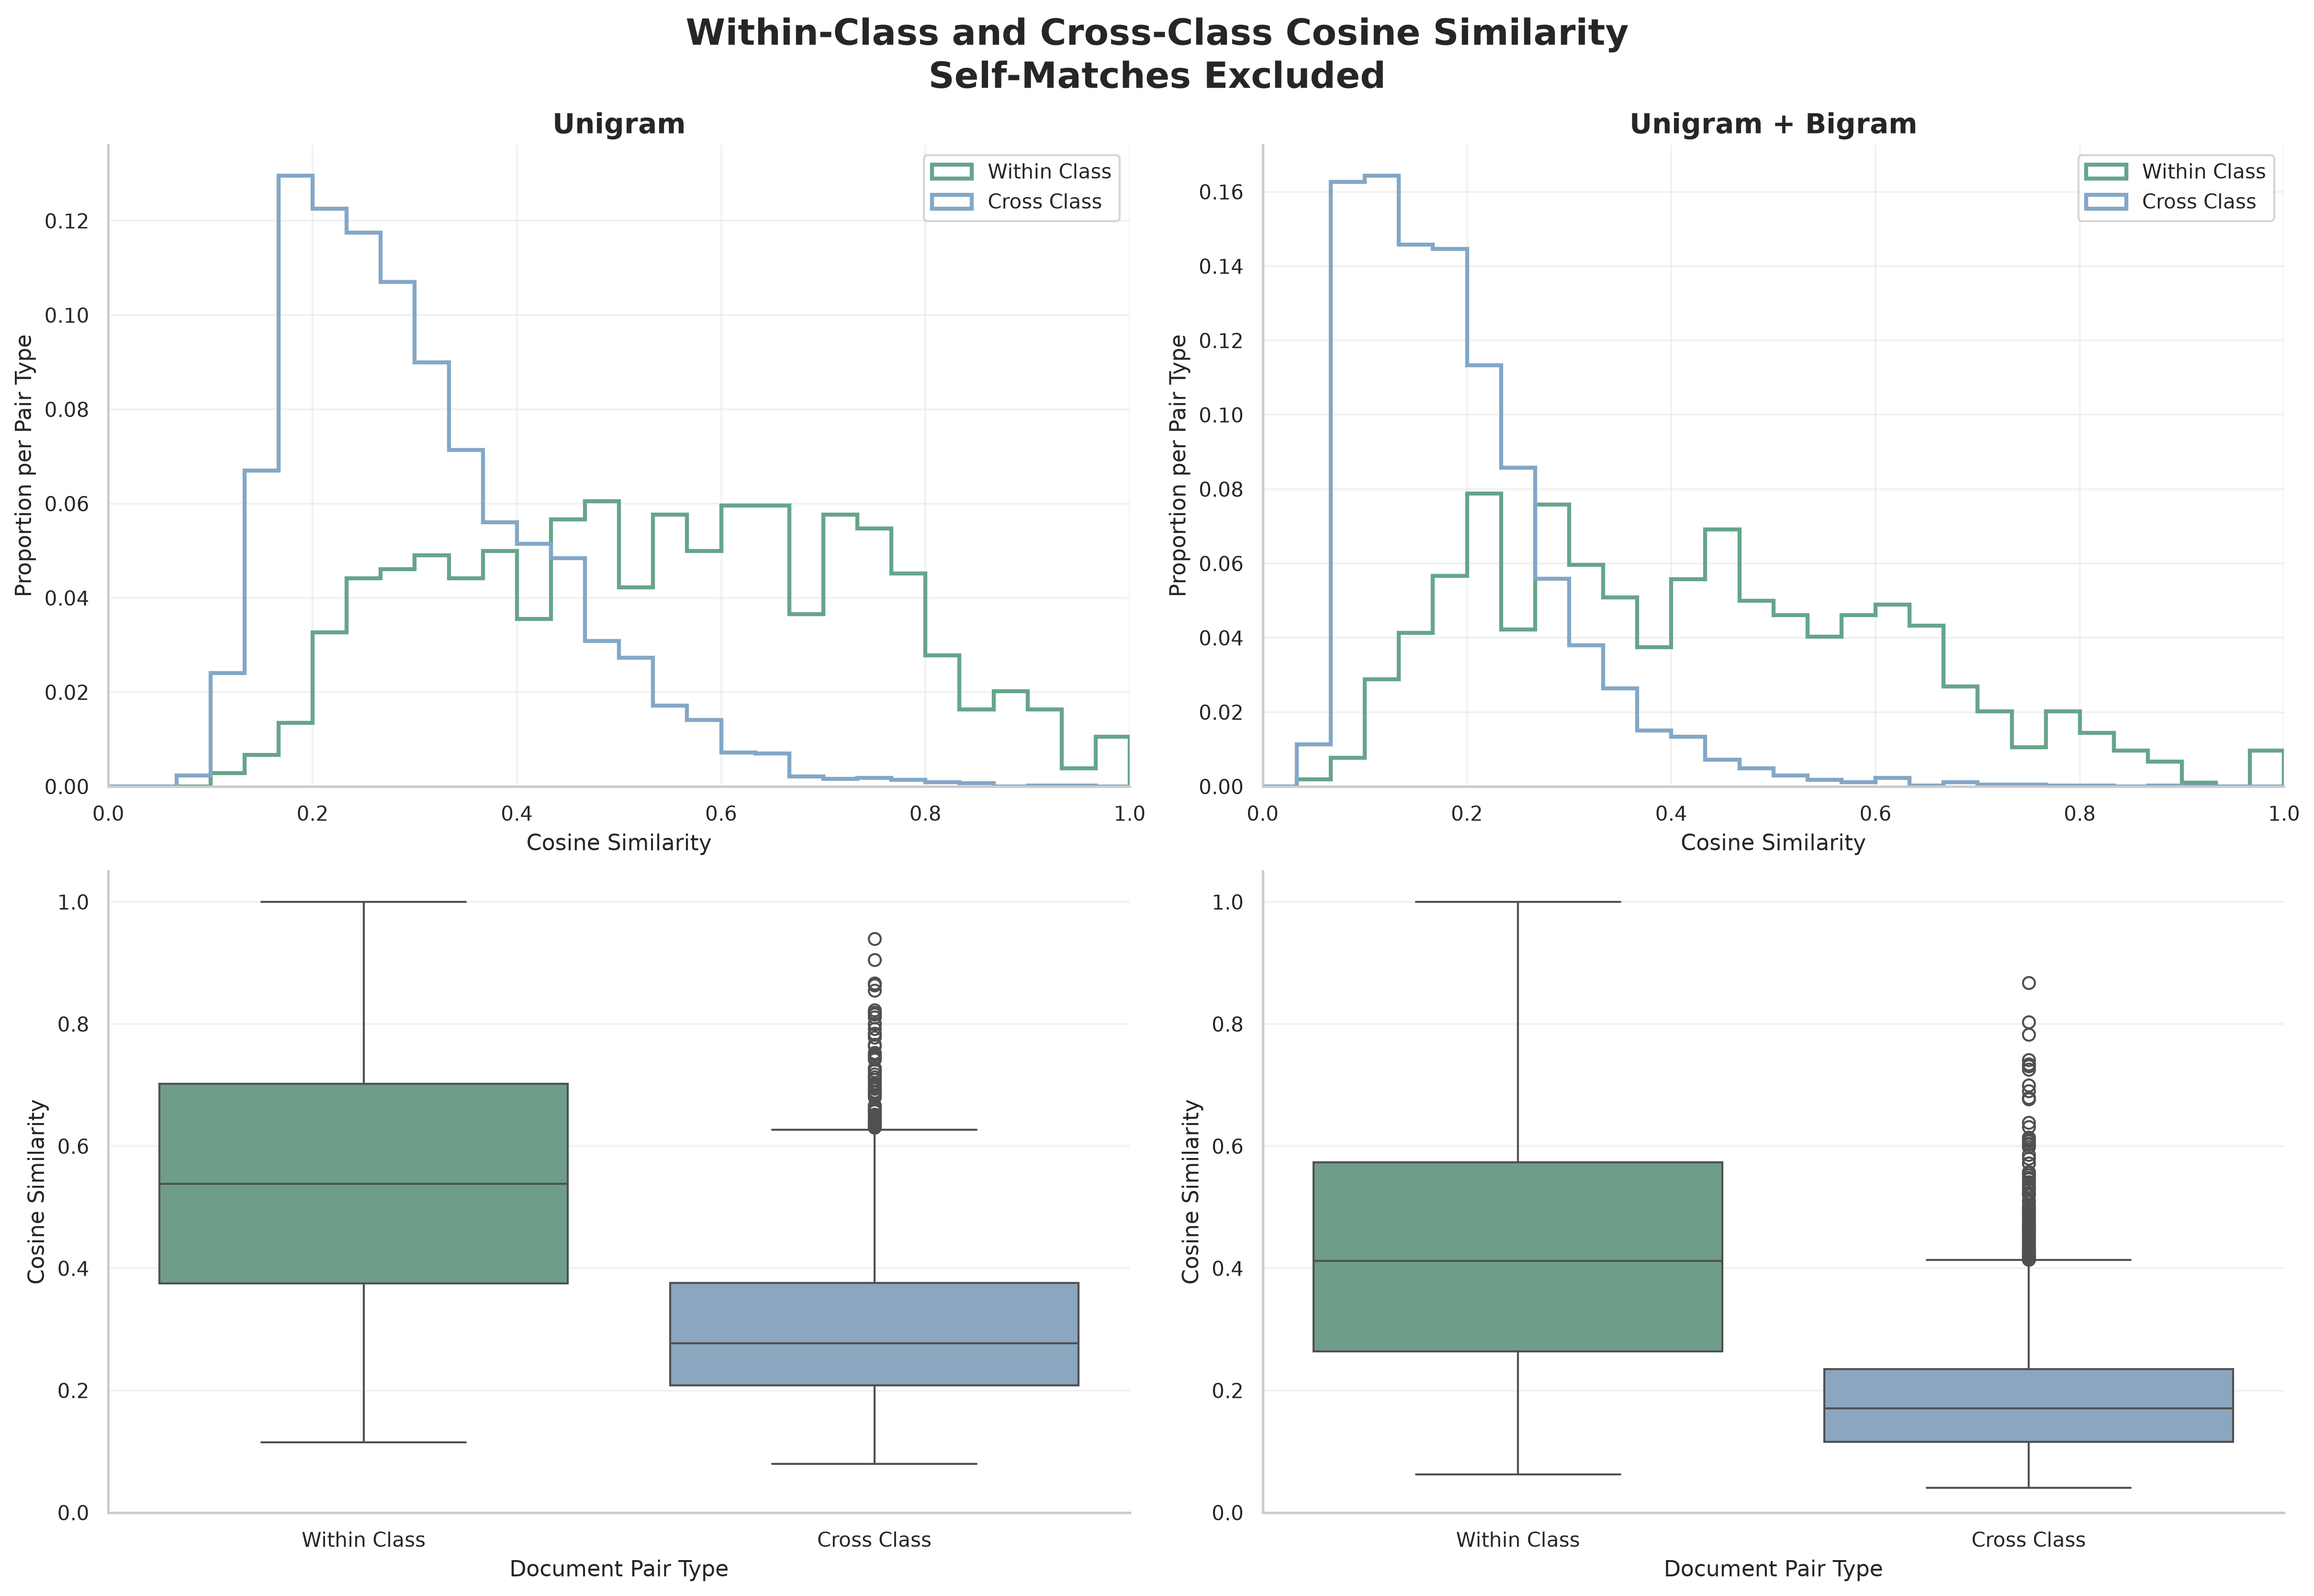 Within-Class and Cross-Class Cosine Similarity
Self-Matches Excluded
Unigram
Within Class
Cross Class
0.12
0.10
0.08
0.06
0.04
0.02
0.00
Proportion per Pair Type
0.0 0.2 0.4 0.6 0.8 1.0
Cosine Similarity
Unigram + Bigram
Within Class
Cross Class
0.16
0.14
0.12
0.10
0.08
0.06
0.04
0.02
0.00
Proportion per Pair Type
0.0 0.2 0.4 0.6 0.8 1.0
Cosine Similarity
1.0
0.8
0.6
0.4
0.2
0.0
Cosine Similarity
Within Class Cross Class
Document Pair Type
1.0
0.8
0.6
0.4
0.2
0.0
Cosine Similarity
Within Class Cross Class
Document Pair Type